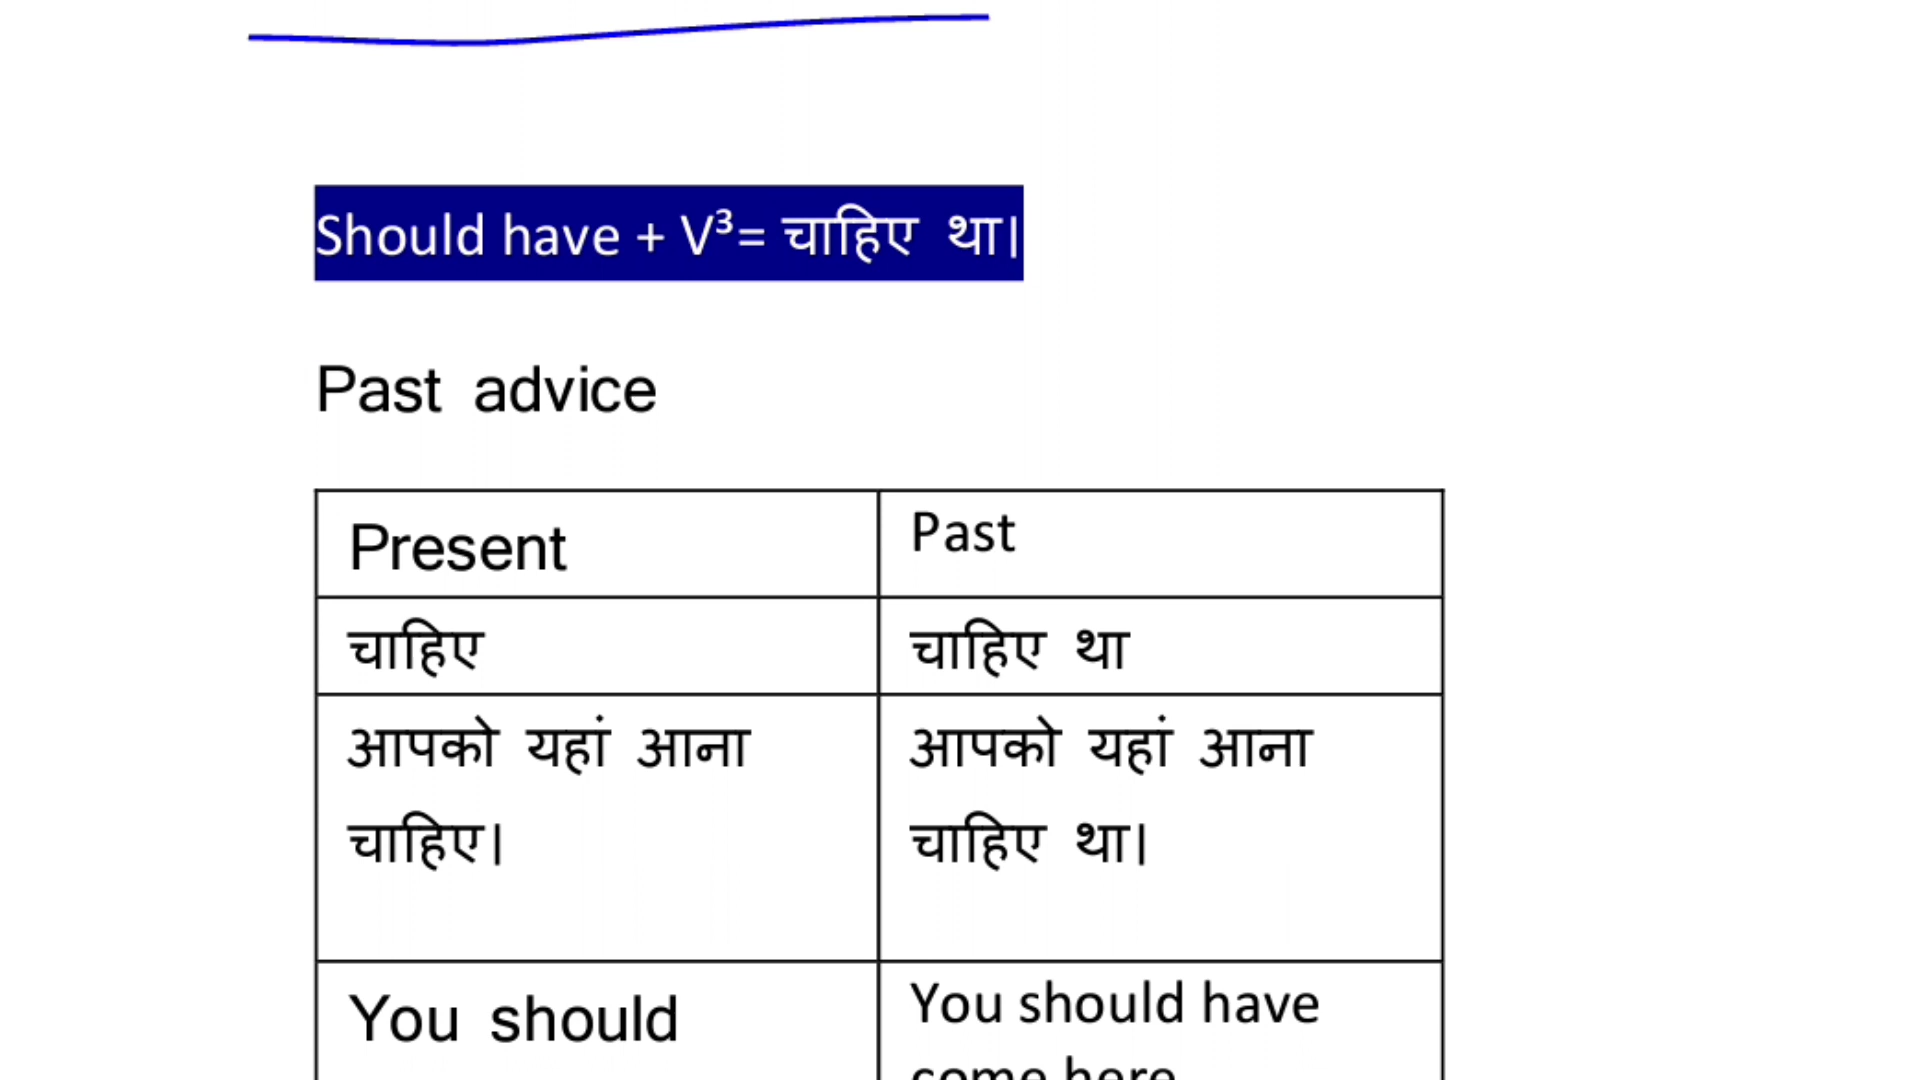 Should have + V³= चाहिए था।
Past advice
Present
Past
चाहिए
चाहिए था
आपको यहां आना
चाहिए।
आपको यहां आना
चाहिए था।
You should
You should have
come here